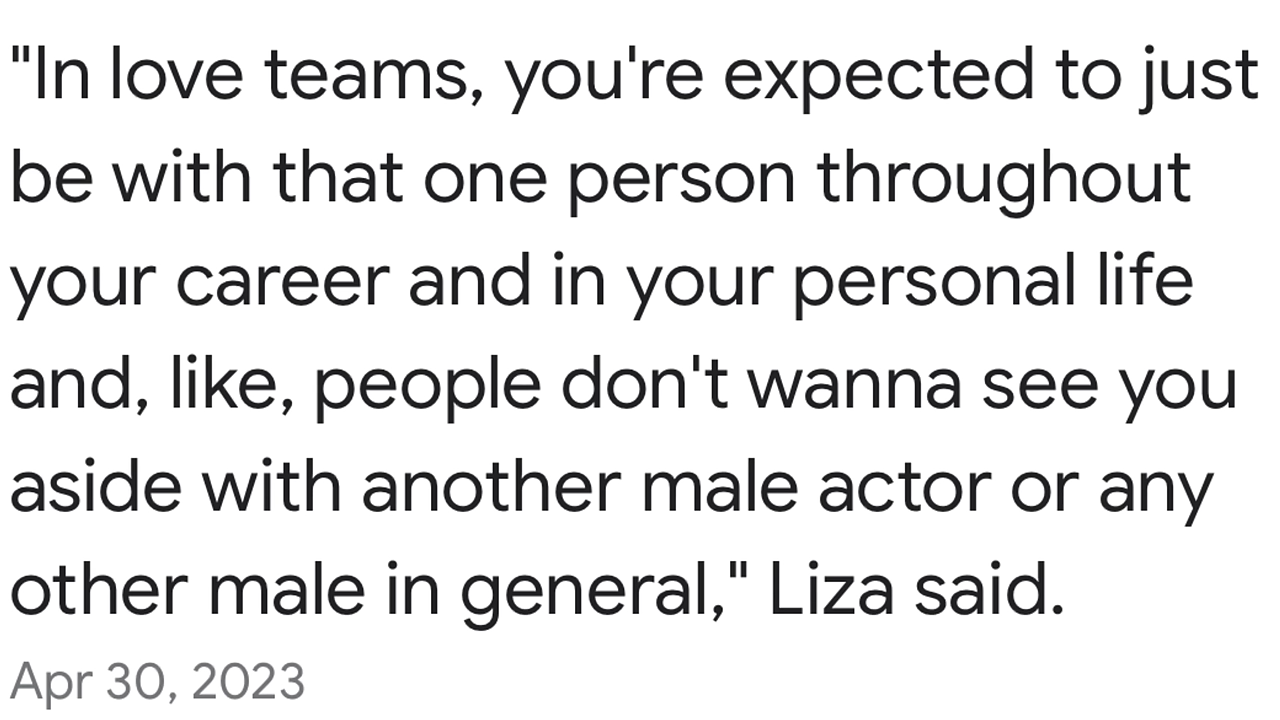 "In love teams, you're expected to just
be with that one person throughout
your career and in your personal life
and, like, people don't wanna see you
aside with another male actor or any
other male in general," Liza said.
Apr 30, 2023